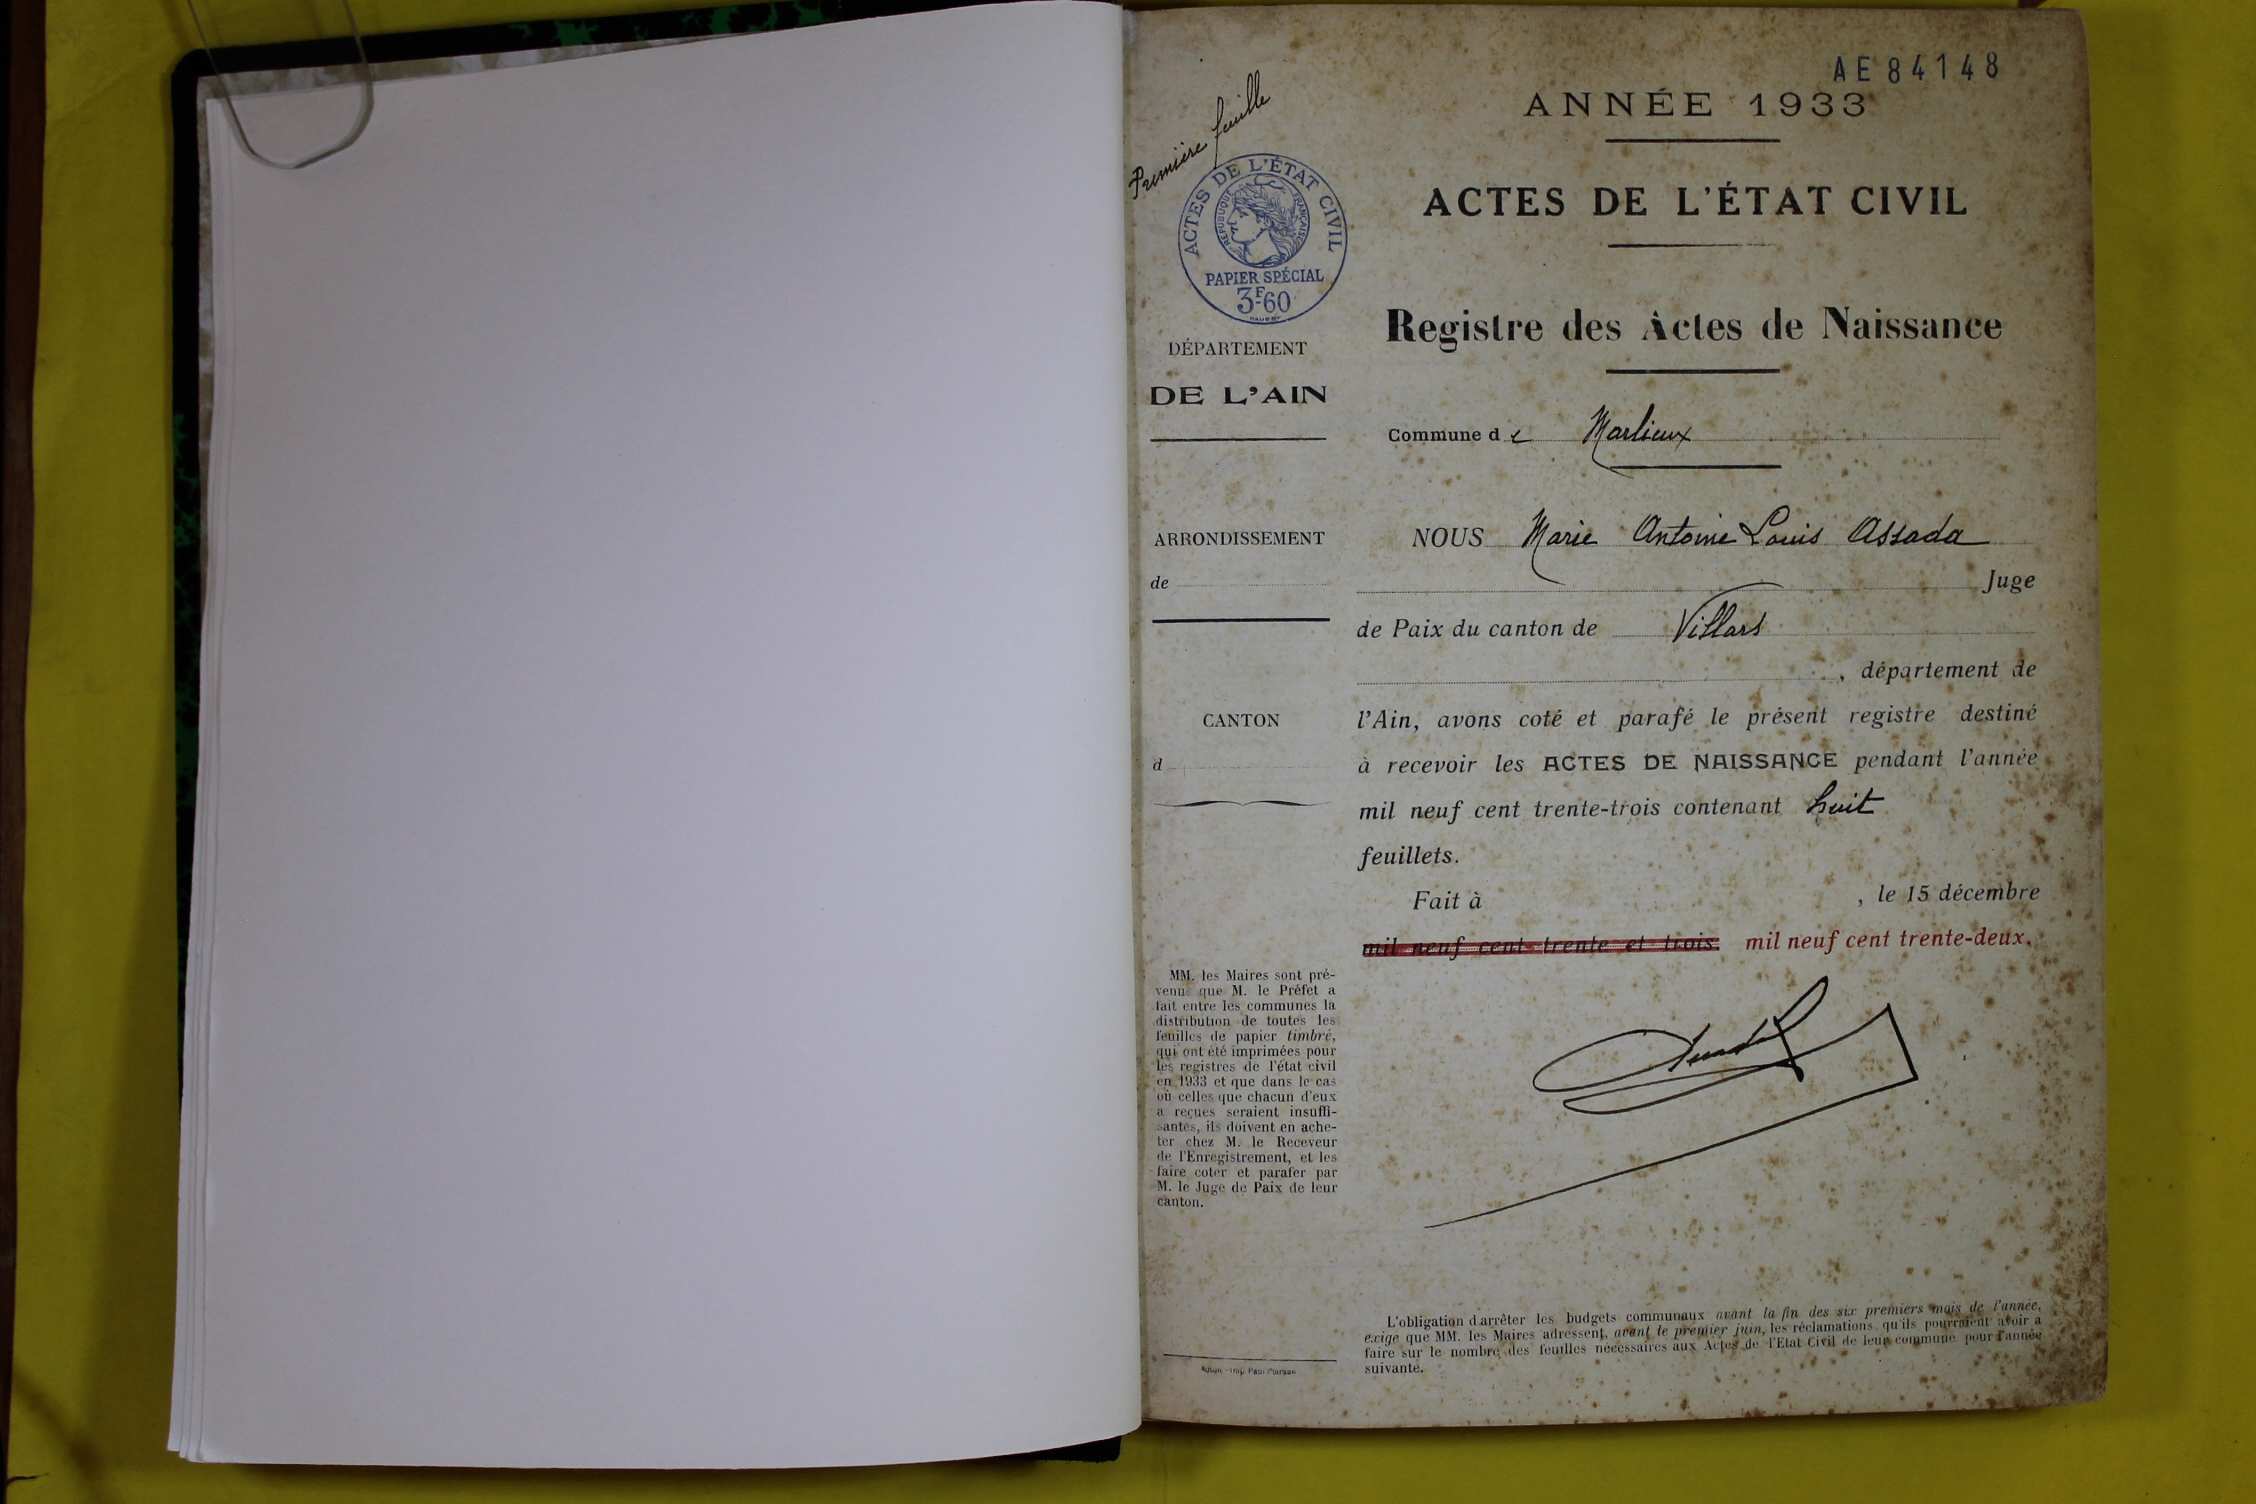 AE84148
ANNÉE 1933
Première feuille
ACTES DE L'ÉTAT CIVIL
RÉPUBLIQUE FRANÇAISE
PAPIER SPÉCIAL
3F60
ACTES DE L'ÉTAT CIVIL
Registre des Actes de Naissance
DÉPARTEMENT
DE L'AIN
Commune de Marlieux
ARRONDISSEMENT
de
CANTON
d
NOUS Marie Antoine Louis Assada
Juge
de Paix du canton de Villars
, département de
l'Ain, avons coté et parafé le présent registre destiné
à recevoir les ACTES DE NAISSANCE pendant l'année
mil neuf cent trente-trois contenant huit
feuillets.
Fait à , le 15 décembre
mil neuf cent trente et trois mil neuf cent trente-deux.
MM. les Maires sont pré-
venus que M. le Préfet a
fait entre les communes la
distribution de toutes les
feuilles de papier timbré,
qui ont été imprimées pour
les registres de l'état civil
en 1933 et que dans le cas
où celles que chacun d'eux
a reçues seraient insuffi-
santes, ils doivent en ache-
ter chez M. le Receveur
de l'Enregistrement, et les
faire coter et parafer par
M. le Juge de Paix de leur
canton.
L'obligation d'arrêter les budgets communaux avant la fin des six premiers mois de l'année,
exige que MM. les Maires adressent, avant le premier juin, les réclamations qu'ils pourraient avoir à
faire sur le nombre des feuilles nécessaires aux Actes de l'Etat Civil de leur commune pour l'année
suivante.
Imp. Paul